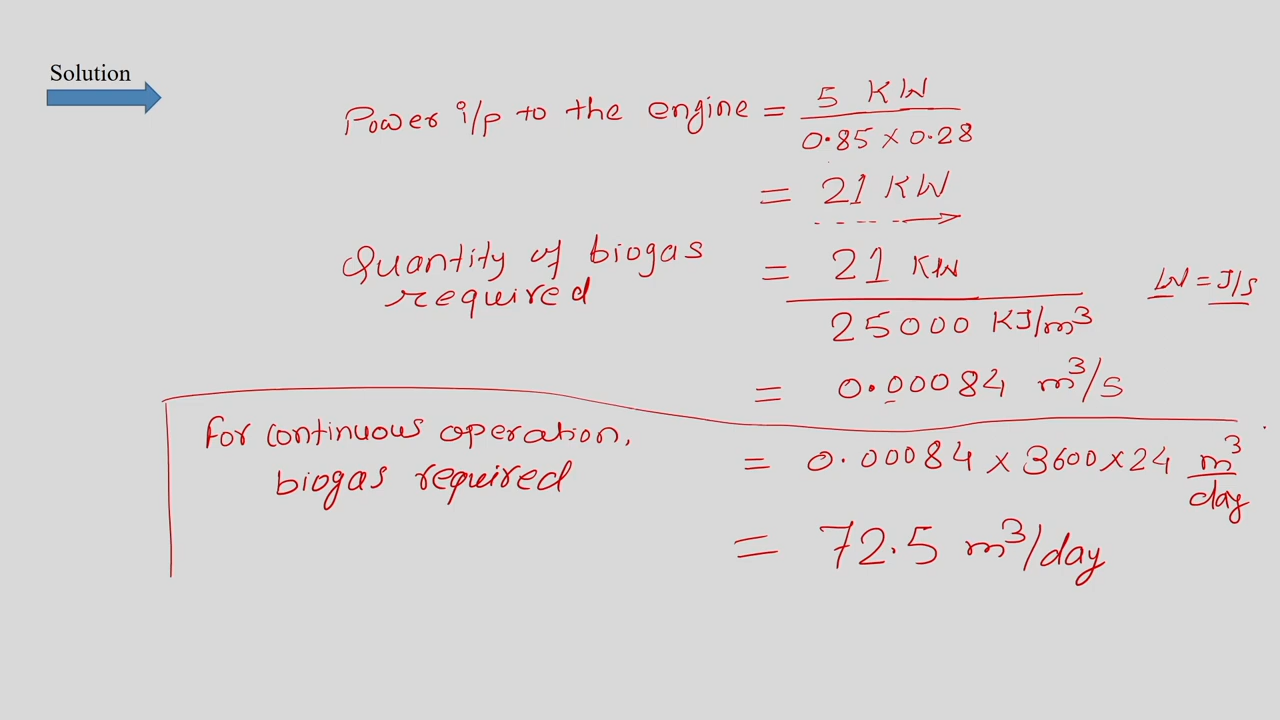 Solution
Power i/p to the engine = 5 KW / 0.85 × 0.28
= 21 KW
Quantity of biogas required = 21 KW / 25000 KJ/m³
W = J/s
= 0.00084 m³/s
For continuous operation,
biogas required = 0.00084 × 3600 × 24 m³/day
= 72.5 m³/day